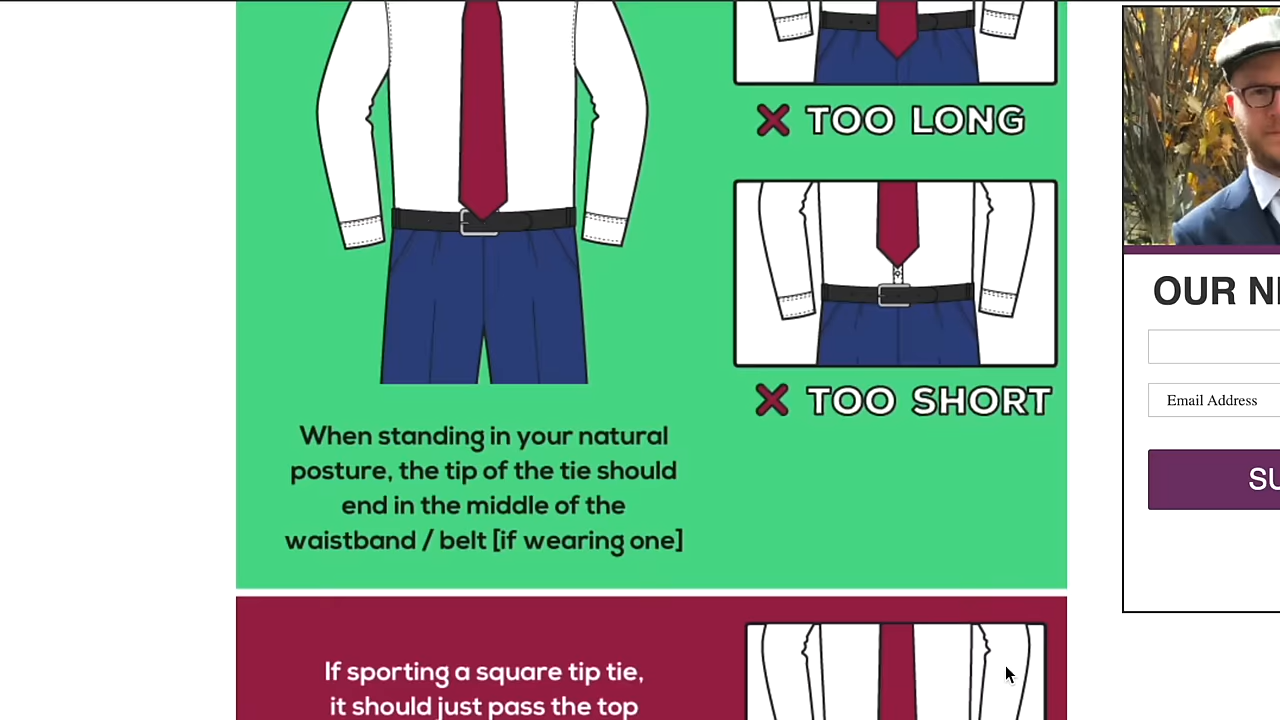 TOO LONG
TOO SHORT
When standing in your natural
posture, the tip of the tie should
end in the middle of the
waistband / belt [if wearing one]
If sporting a square tip tie,
it should just pass the top
OUR
Email Address